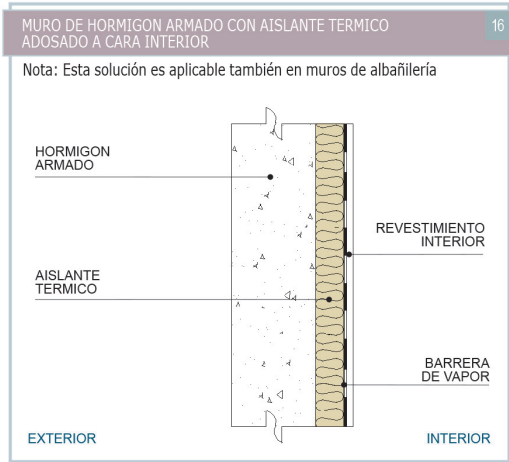 MURO DE HORMIGON ARMADO CON AISLANTE TERMICO
ADOSADO A CARA INTERIOR
16
Nota: Esta solución es aplicable también en muros de albañilería
HORMIGON
ARMADO
REVESTIMIENTO
INTERIOR
AISLANTE
TERMICO
BARRERA
DE VAPOR
EXTERIOR
INTERIOR